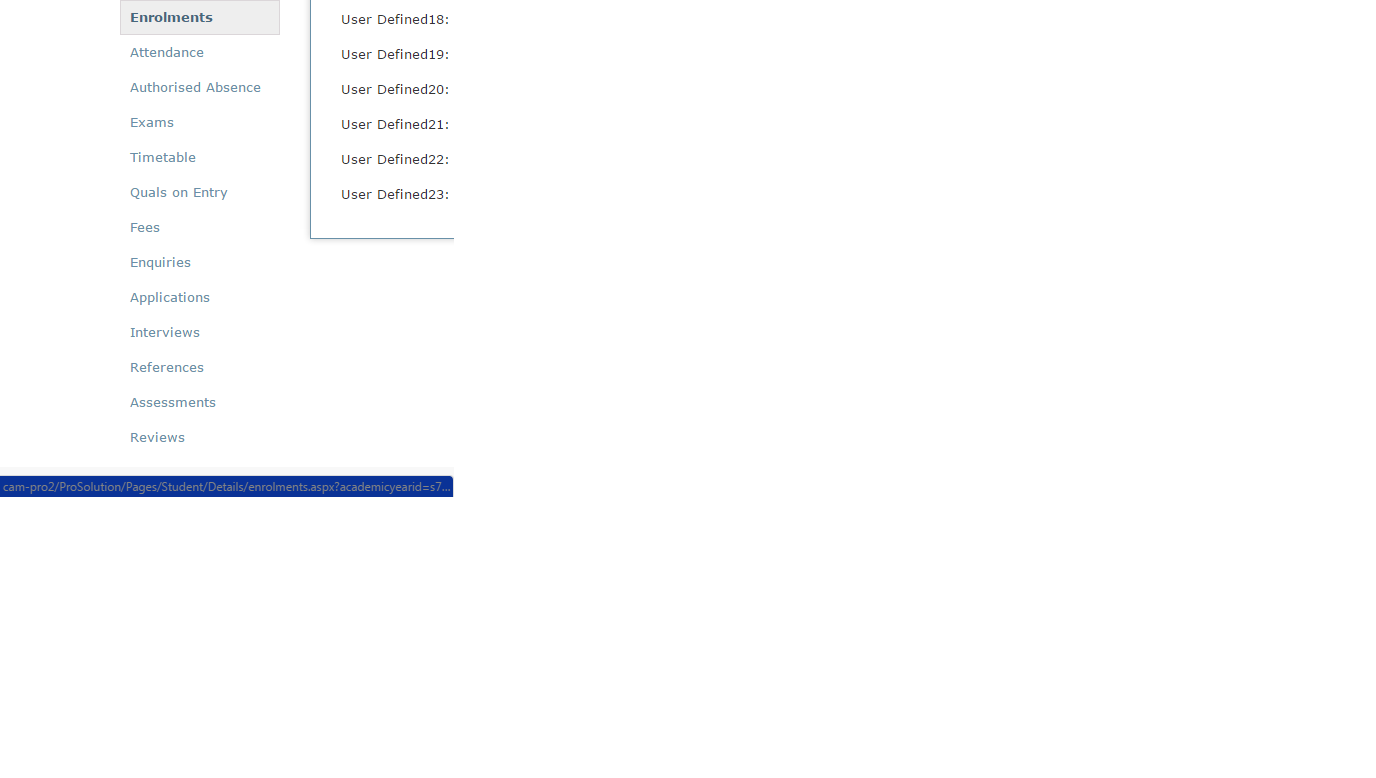 Enrolments
Attendance
Authorised Absence
Exams
Timetable
Quals on Entry
Fees
Enquiries
Applications
Interviews
References
Assessments
Reviews
User Defined18:
User Defined19:
User Defined20:
User Defined21:
User Defined22:
User Defined23:
cam-pro2/ProSolution/Pages/Student/Details/enrolments.aspx?academicyearid=s7...